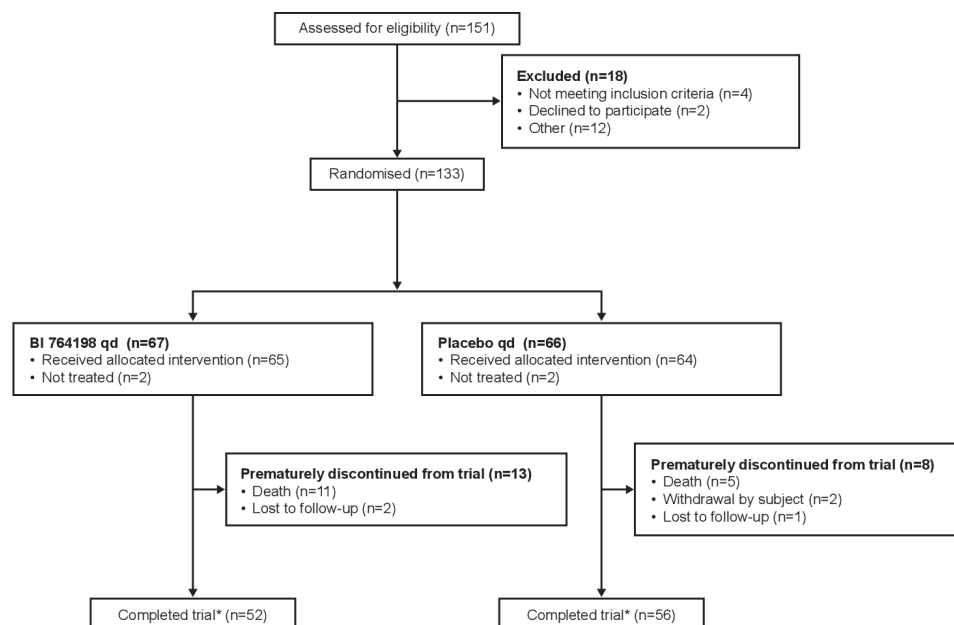 Assessed for eligibility (n=151)
Excluded (n=18)
• Not meeting inclusion criteria (n=4)
• Declined to participate (n=2)
• Other (n=12)
Randomised (n=133)
BI 764198 qd (n=67)
• Received allocated intervention (n=65)
• Not treated (n=2)
Placebo qd (n=66)
• Received allocated intervention (n=64)
• Not treated (n=2)
Prematurely discontinued from trial (n=13)
• Death (n=11)
• Lost to follow-up (n=2)
Prematurely discontinued from trial (n=8)
• Death (n=5)
• Withdrawal by subject (n=2)
• Lost to follow-up (n=1)
Completed trial* (n=52)
Completed trial* (n=56)